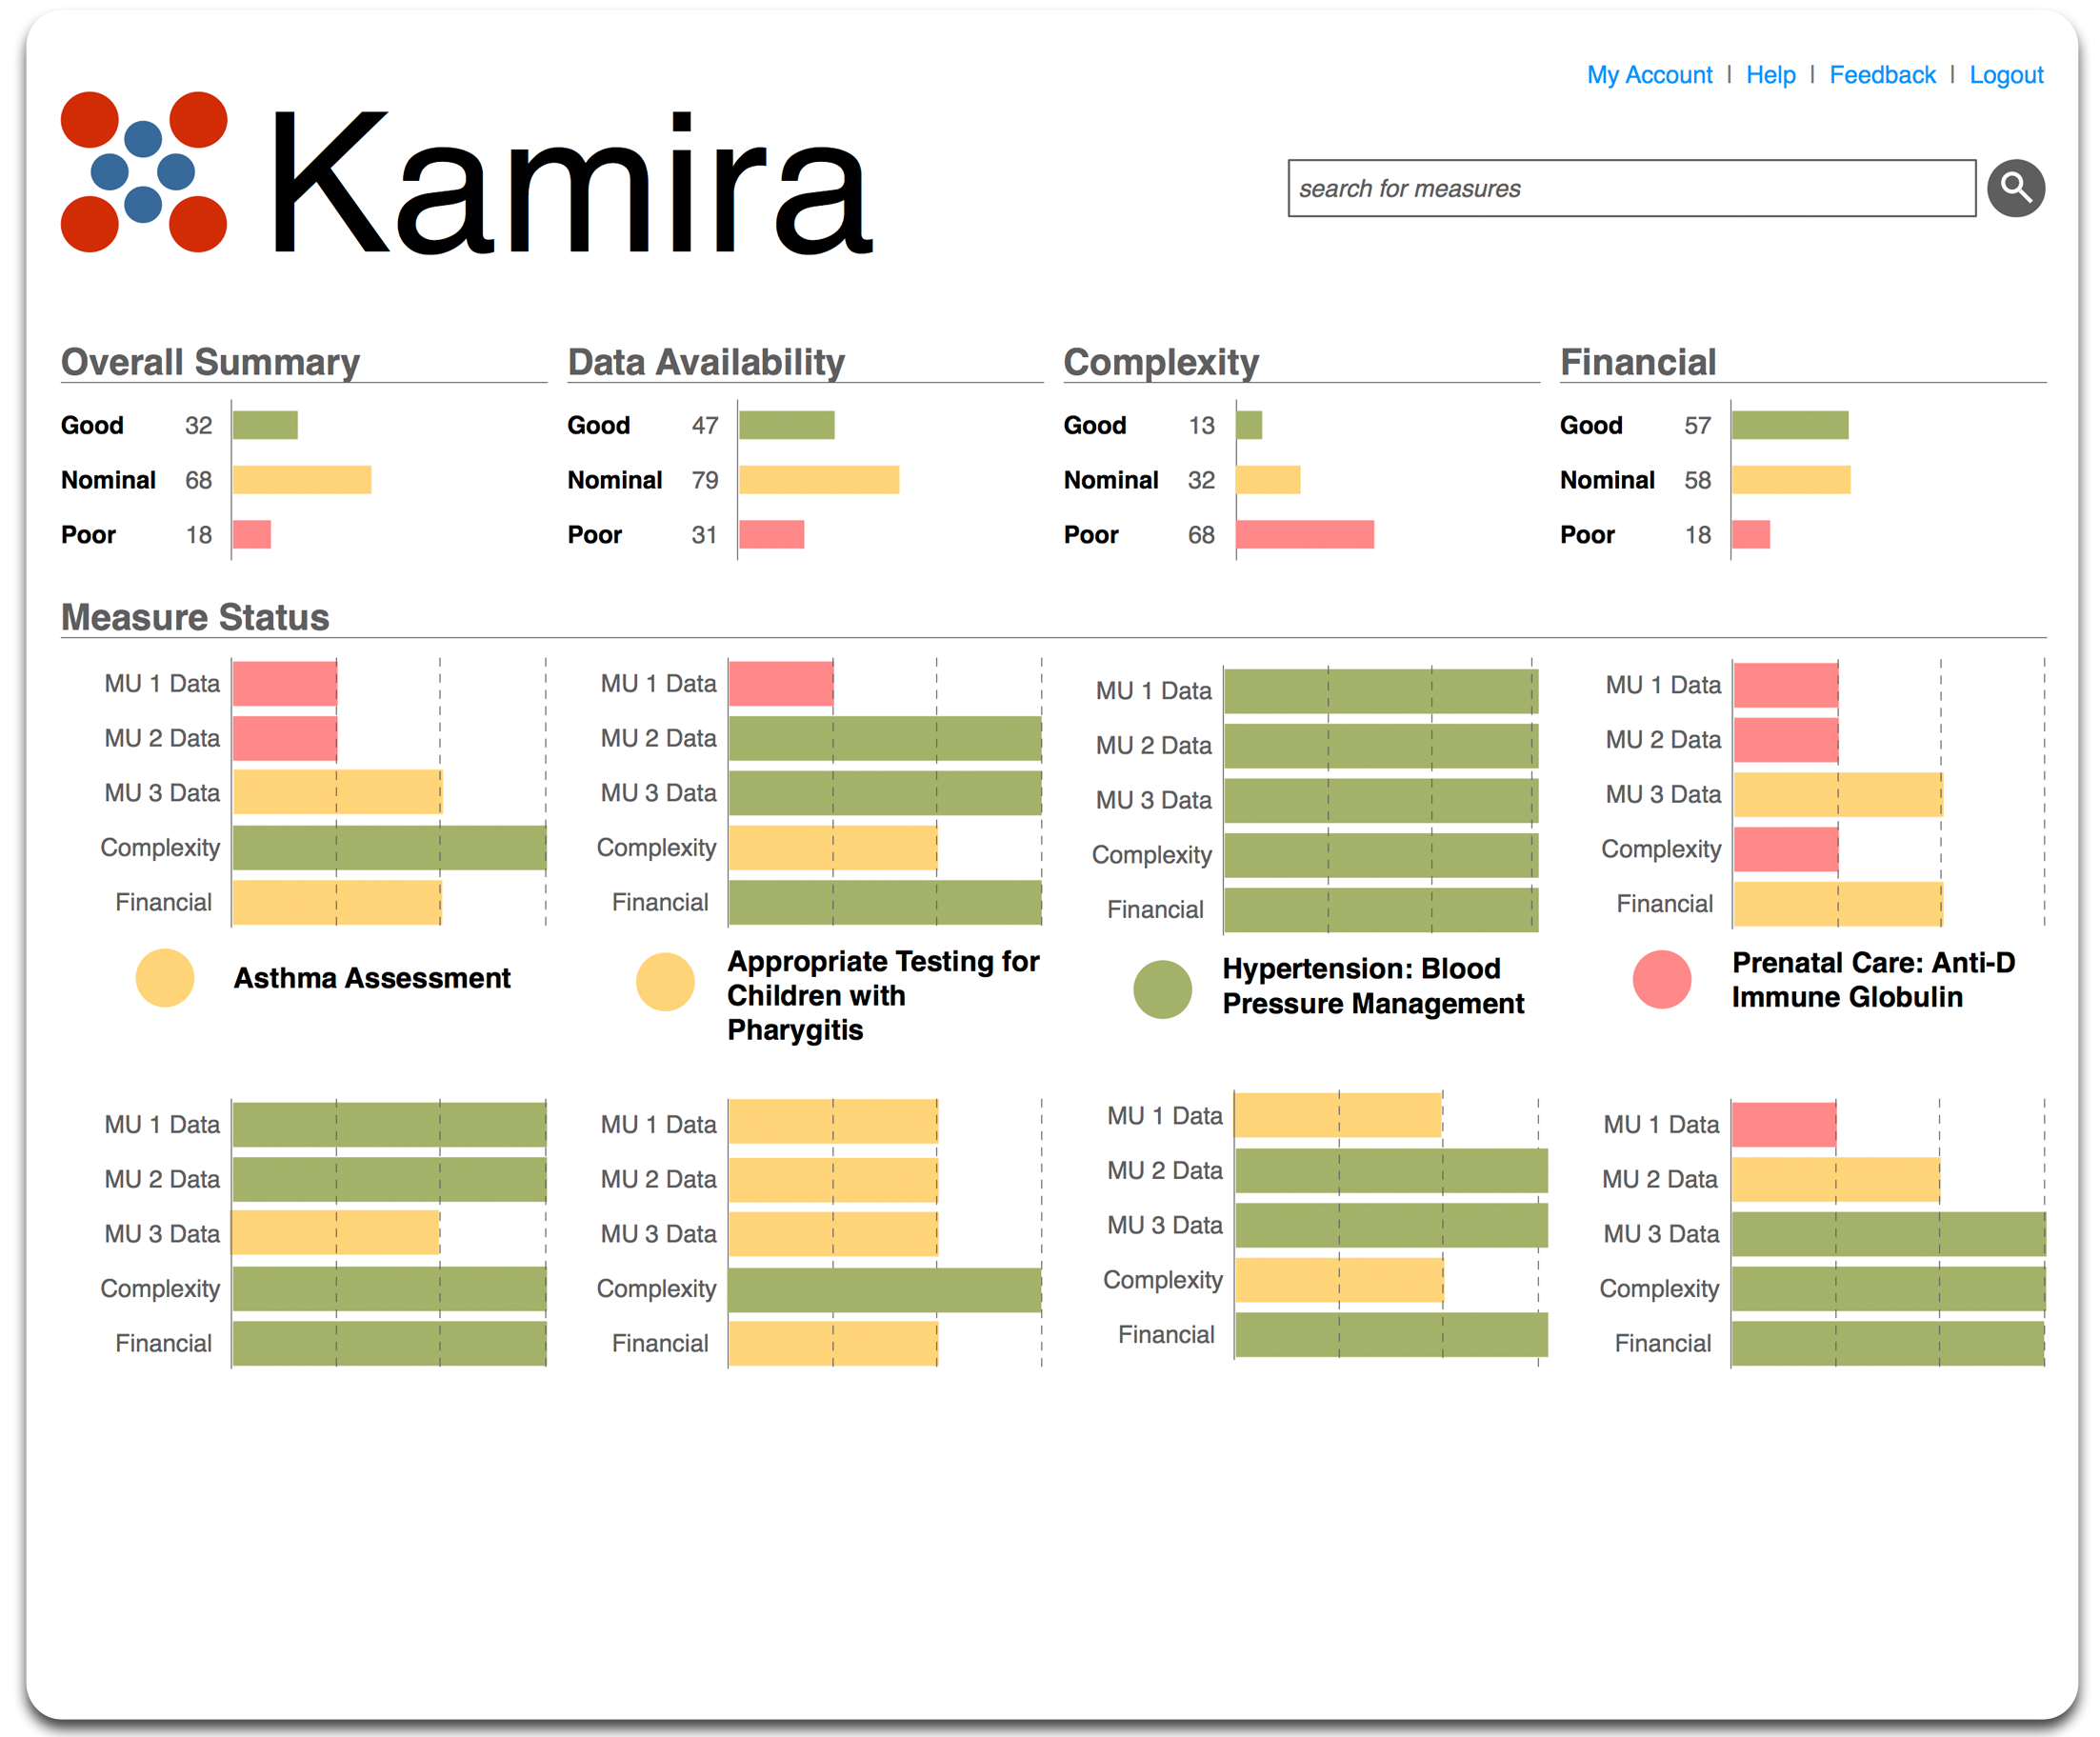 My Account | Help | Feedback | Logout
Kamira
search for measures
Overall Summary
Good 32
Nominal 68
Poor 18
Data Availability
Good 47
Nominal 79
Poor 31
Complexity
Good 13
Nominal 32
Poor 68
Financial
Good 57
Nominal 58
Poor 18
Measure Status
MU 1 Data
MU 2 Data
MU 3 Data
Complexity
Financial
Asthma Assessment
MU 1 Data
MU 2 Data
MU 3 Data
Complexity
Financial
Appropriate Testing for
Children with
Pharygitis
MU 1 Data
MU 2 Data
MU 3 Data
Complexity
Financial
Hypertension: Blood
Pressure Management
MU 1 Data
MU 2 Data
MU 3 Data
Complexity
Financial
Prenatal Care: Anti-D
Immune Globulin
MU 1 Data
MU 2 Data
MU 3 Data
Complexity
Financial
MU 1 Data
MU 2 Data
MU 3 Data
Complexity
Financial
MU 1 Data
MU 2 Data
MU 3 Data
Complexity
Financial
MU 1 Data
MU 2 Data
MU 3 Data
Complexity
Financial